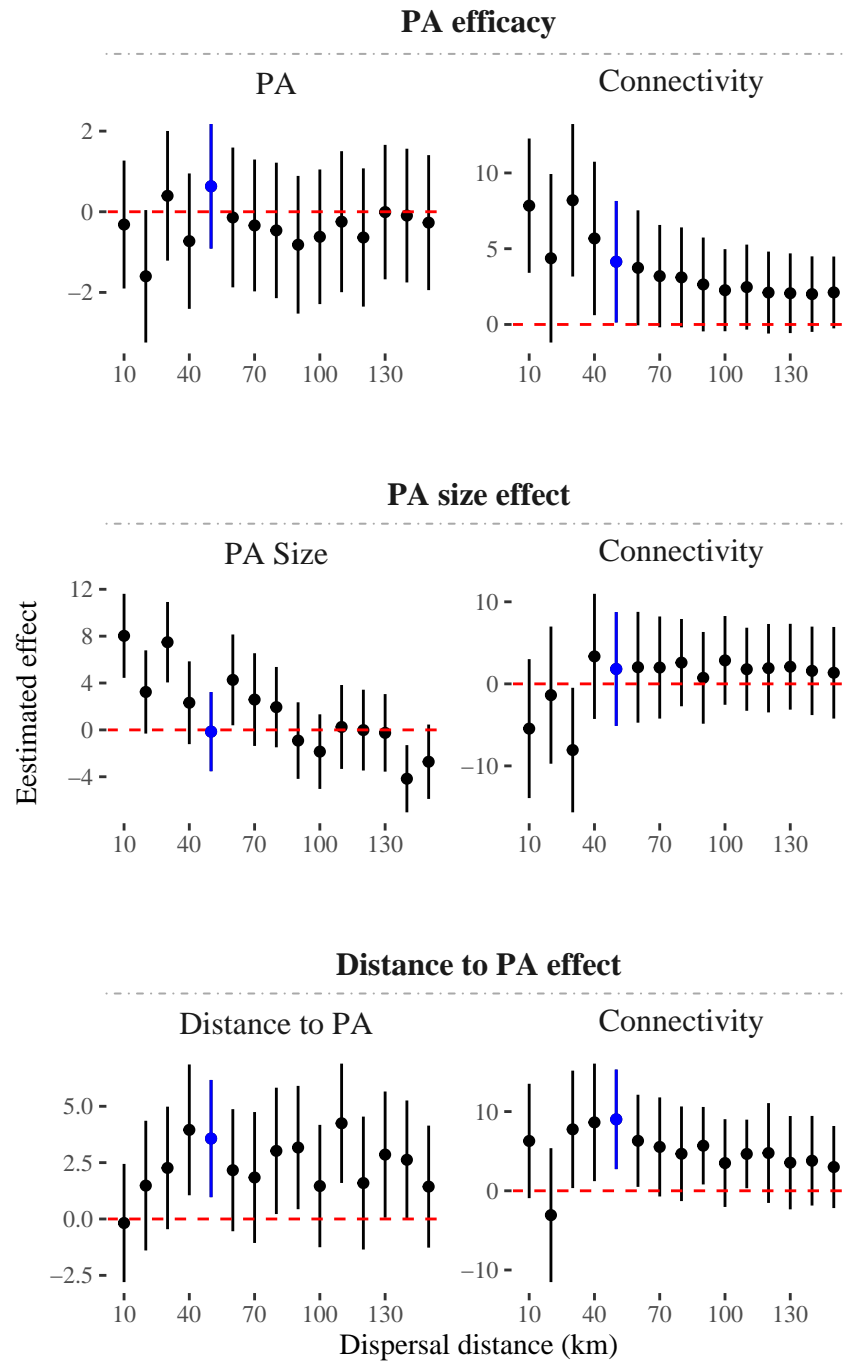 PA efficacy
PA Connectivity
2
0
−2
10
5
0
10 40 70 100 130 10 40 70 100 130
PA size effect
PA Size Connectivity
Eestimated effect
12
8
4
0
−4
10
0
−10
10 40 70 100 130 10 40 70 100 130
Distance to PA effect
Distance to PA Connectivity
5.0
2.5
0.0
−2.5
10
0
−10
10 40 70 100 130 10 40 70 100 130
Dispersal distance (km)